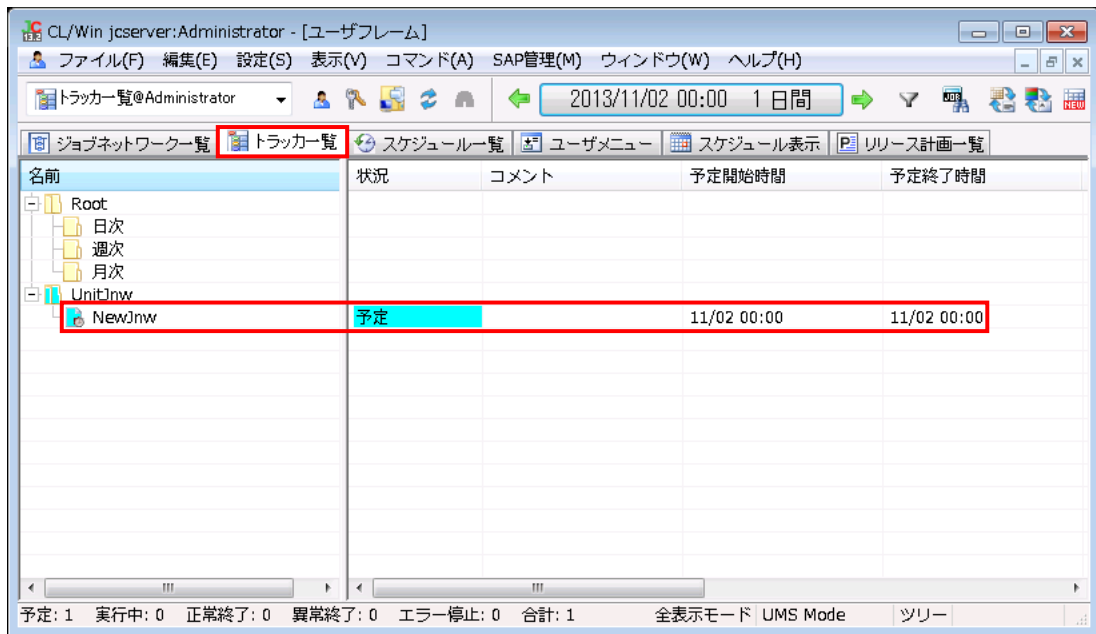 CL/Win jcserver:Administrator - [ユーザフレーム]
ファイル(F) 編集(E) 設定(S) 表示(V) コマンド(A) SAP管理(M) ウィンドウ(W) ヘルプ(H)
トラッカ一覧@Administrator 2013/11/02 00:00 1 日間
ジョブネットワーク一覧 トラッカ一覧 スケジュール一覧 ユーザメニュー スケジュール表示 リリース計画一覧
名前 状況 コメント 予定開始時間 予定終了時間
Root
日次
週次
月次
UnitJnw
NewJnw 予定 11/02 00:00 11/02 00:00
予定: 1 実行中: 0 正常終了: 0 異常終了: 0 エラー停止: 0 合計: 1 全表示モード UMS Mode ツリー